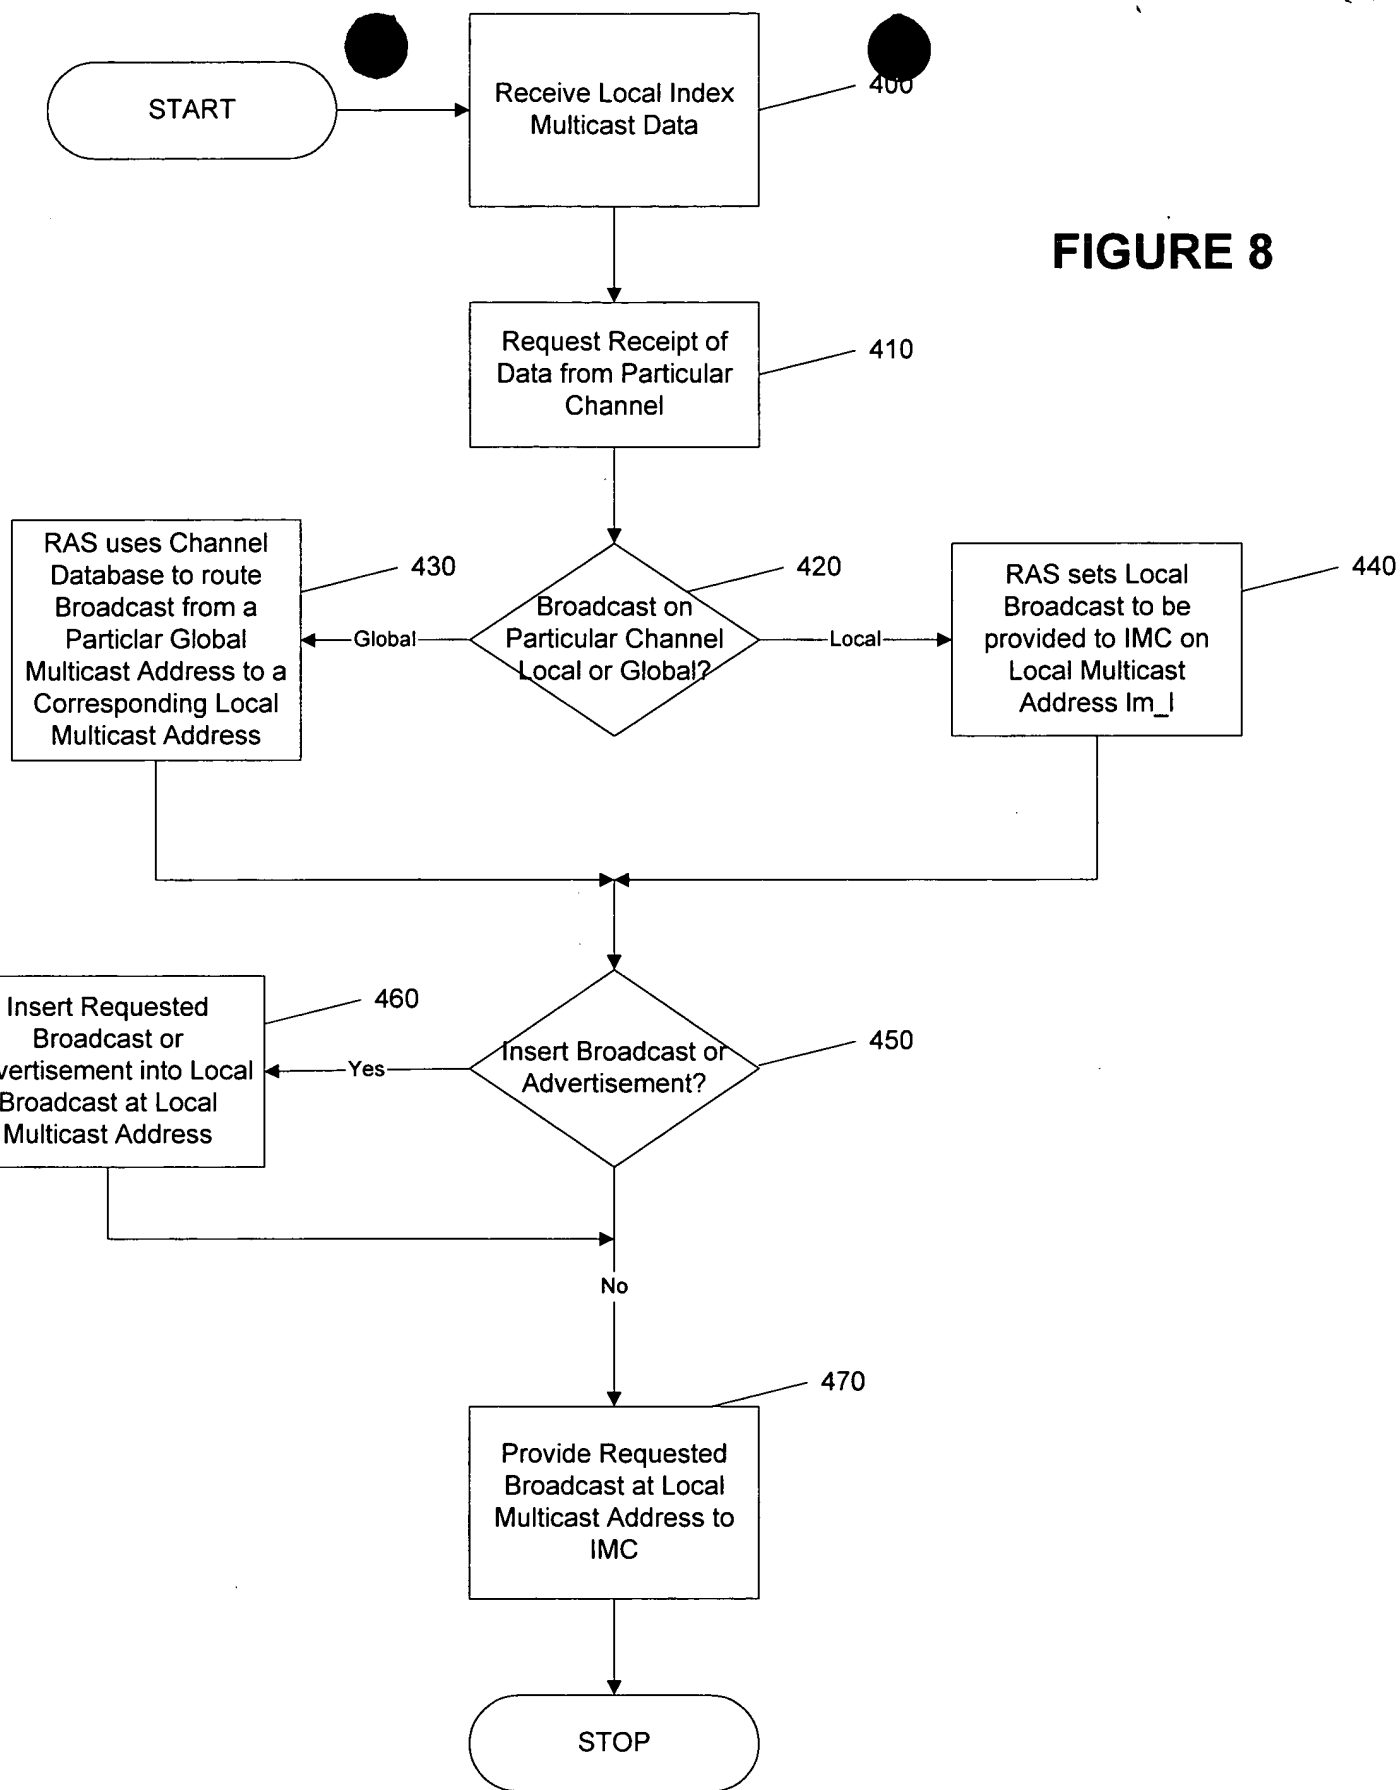 START
Receive Local Index
Multicast Data
400
FIGURE 8
Request Receipt of
Data from Particular
Channel
410
RAS uses Channel
Database to route
Broadcast from a
Particlar Global
Multicast Address to a
Corresponding Local
Multicast Address
430
Global
Broadcast on
Particular Channel
Local or Global?
420
Local
RAS sets Local
Broadcast to be
provided to IMC on
Local Multicast
Address lm_l
440
Insert Requested
Broadcast or
vertisement into Local
Broadcast at Local
Multicast Address
460
Yes
Insert Broadcast or
Advertisement?
450
No
Provide Requested
Broadcast at Local
Multicast Address to
IMC
470
STOP